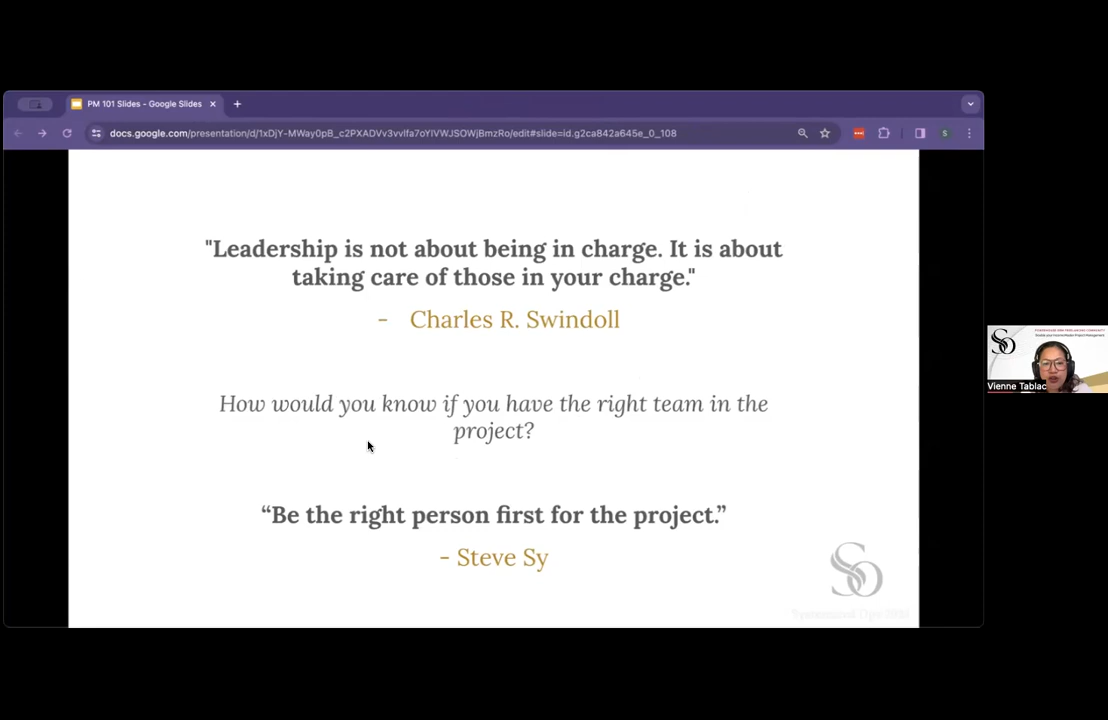 PM 101 Slides - Google Slides
docs.google.com/presentation/d/1xDjY-MWay0pB_c2PXADVv3vvIfa7oYIVWJSOWjBmzRo/edit#slide=id.g2ca842a645e_0_108
S
"Leadership is not about being in charge. It is about
taking care of those in your charge."
- Charles R. Swindoll
How would you know if you have the right team in the
project?
“Be the right person first for the project.”
- Steve Sy
SO
SO
Vienne Tablac